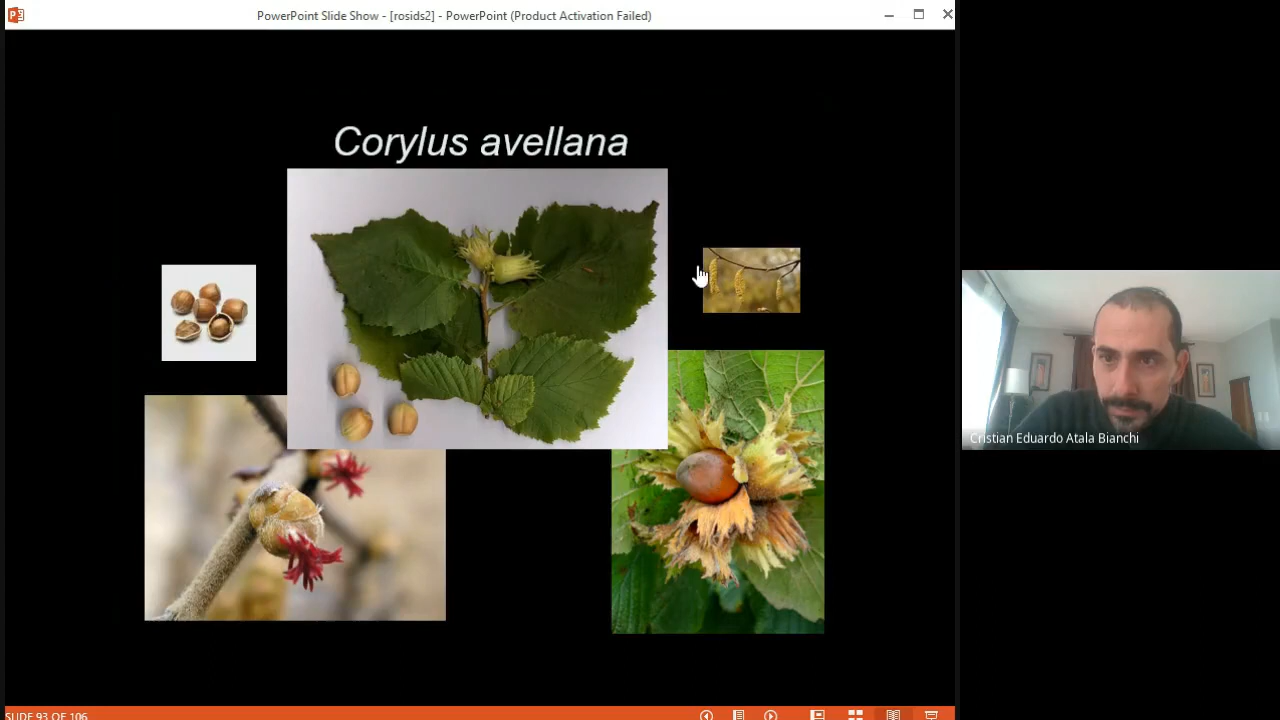 PowerPoint Slide Show - [rosids2] - PowerPoint (Product Activation Failed)
Corylus avellana
Cristian Eduardo Atala Bianchi
SLIDE 93 OF 106